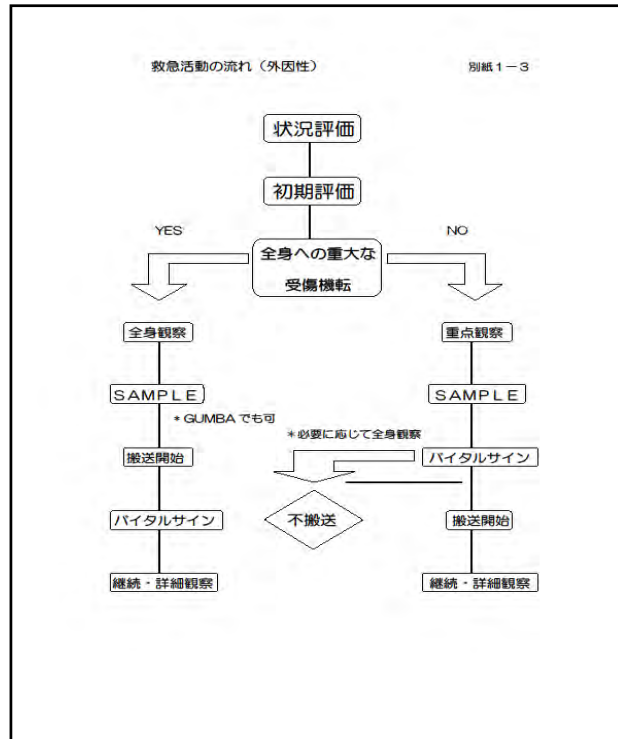 救急活動の流れ（外因性）
別紙１－３
状況評価
初期評価
YES
NO
全身への重大な
受傷機転
全身観察
重点観察
SAMPLE
SAMPLE
＊GUMBAでも可
＊必要に応じて全身観察
搬送開始
バイタルサイン
バイタルサイン
不搬送
搬送開始
継続・詳細観察
継続・詳細観察